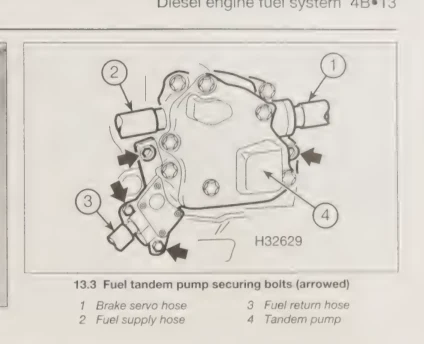 Diesel engine fuel system 4B•13
2
1
3
4
H32629
13.3 Fuel tandem pump securing bolts (arrowed)
1 Brake servo hose
2 Fuel supply hose
3 Fuel return hose
4 Tandem pump